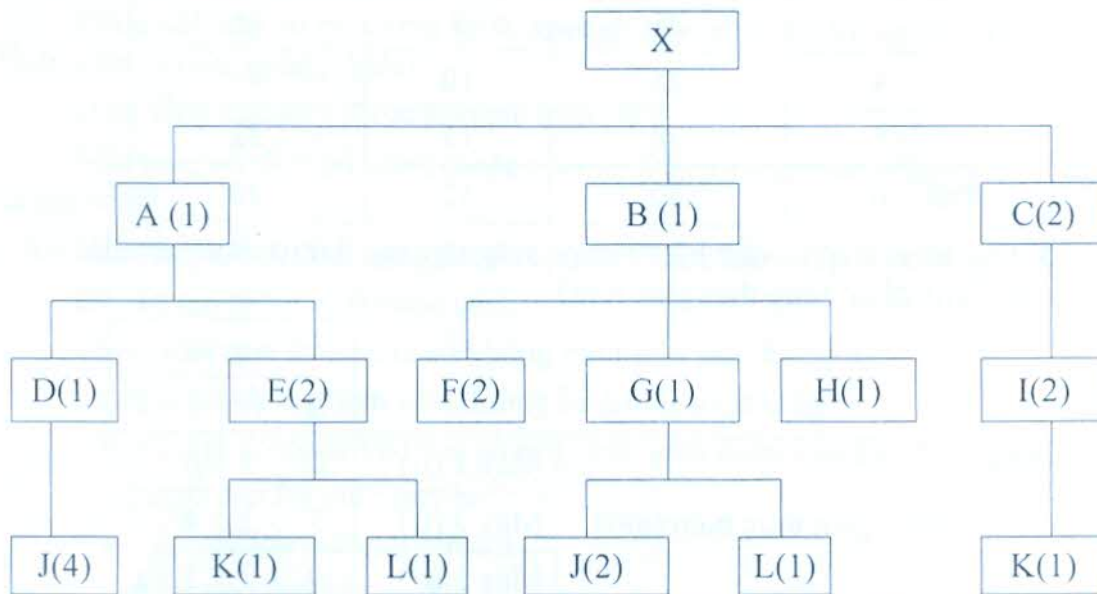 X
A (1) B (1) C(2)
D(1) E(2) F(2) G(1) H(1) I(2)
J(4) K(1) L(1) J(2) L(1) K(1)